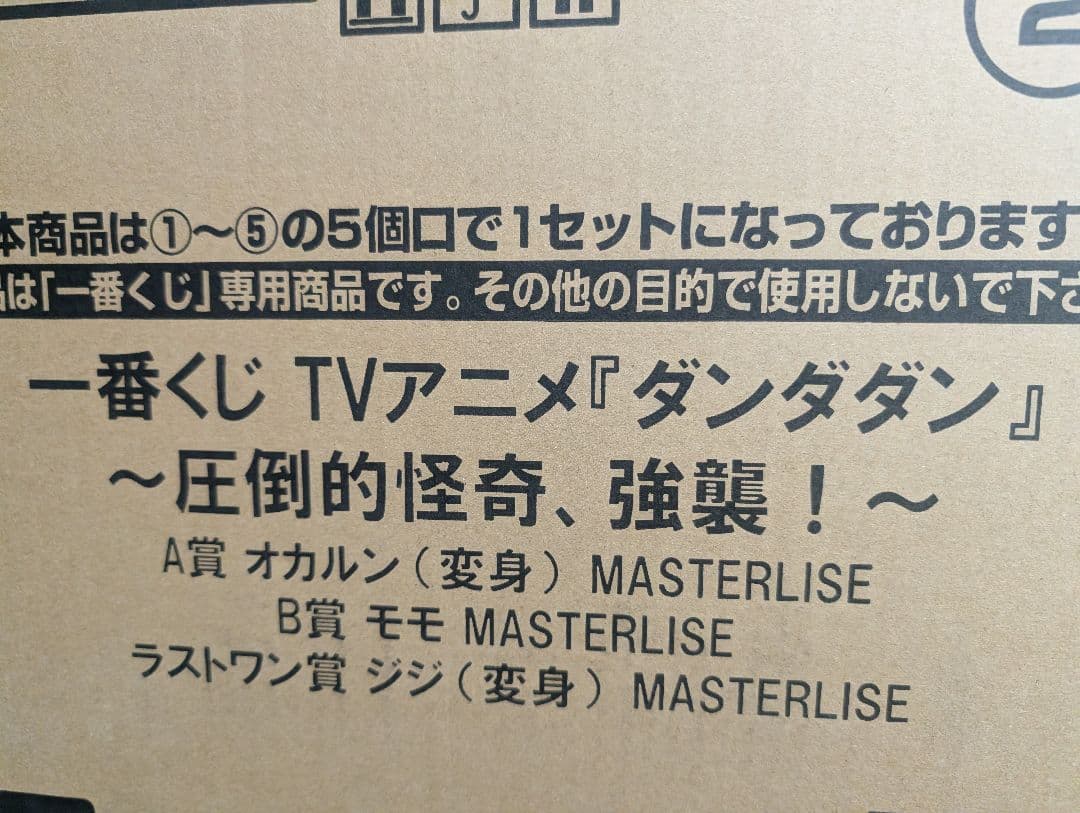 本商品は①～⑤の5個口で1セットになっております
品は「一番くじ」専用商品です。その他の目的で使用しないで下さ
一番くじ TVアニメ『ダンダダン』
～圧倒的怪奇、強襲！～
A賞 オカルン（変身） MASTERLISE
B賞 モモ MASTERLISE
ラストワン賞 ジジ（変身） MASTERLISE